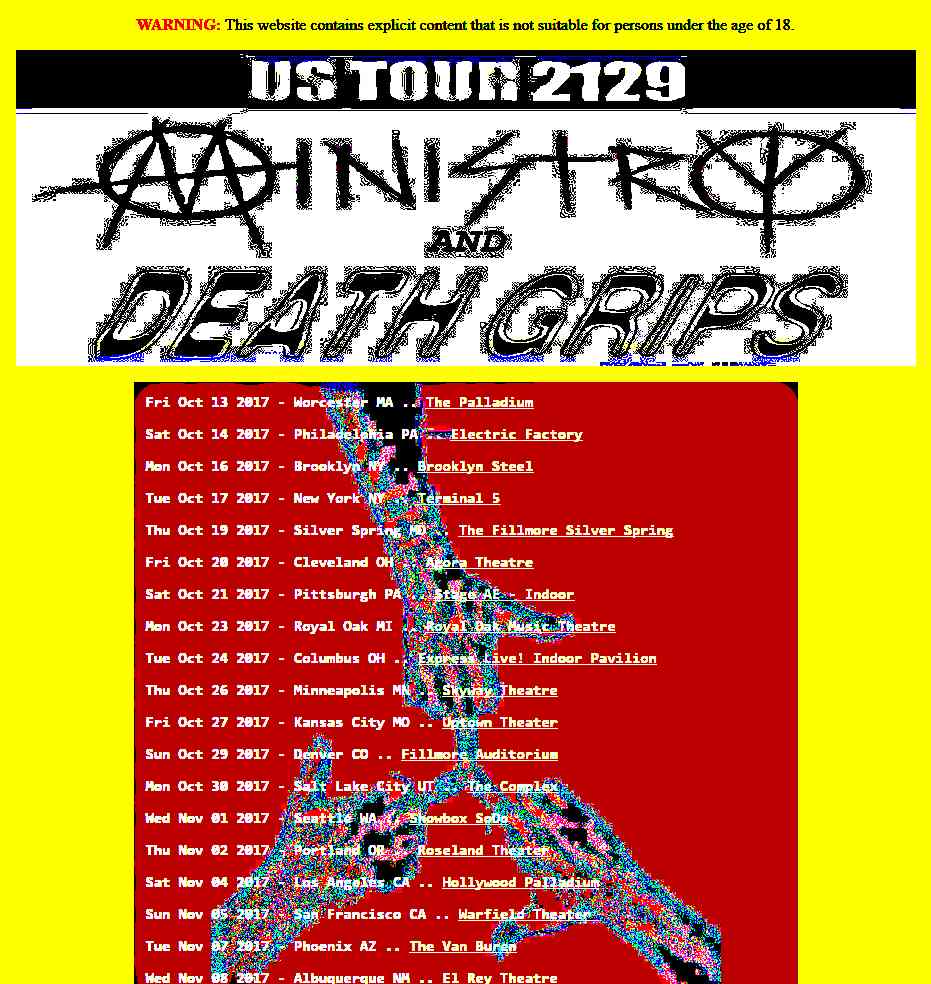 WARNING: This website contains explicit content that is not suitable for persons under the age of 18.
US TOUR 2129
MINISTRY
AND
DEATH GRIPS
Fri Oct 13 2017 - Worcester MA .. The Palladium
Sat Oct 14 2017 - Philadelphia PA .. Electric Factory
Mon Oct 16 2017 - Brooklyn NY .. Brooklyn Steel
Tue Oct 17 2017 - New York NY .. Terminal 5
Thu Oct 19 2017 - Silver Spring MD .. The Fillmore Silver Spring
Fri Oct 20 2017 - Cleveland OH .. Agora Theatre
Sat Oct 21 2017 - Pittsburgh PA .. Stage AE - Indoor
Mon Oct 23 2017 - Royal Oak MI .. Royal Oak Music Theatre
Tue Oct 24 2017 - Columbus OH .. Express Live! Indoor Pavilion
Thu Oct 26 2017 - Minneapolis MN .. Skyway Theatre
Fri Oct 27 2017 - Kansas City MO .. Uptown Theater
Sun Oct 29 2017 - Denver CO .. Fillmore Auditorium
Mon Oct 30 2017 - Salt Lake City UT .. The Complex
Wed Nov 01 2017 - Seattle WA .. Showbox SoDo
Thu Nov 02 2017 - Portland OR .. Roseland Theater
Sat Nov 04 2017 - Los Angeles CA .. Hollywood Palladium
Sun Nov 05 2017 - San Francisco CA .. Warfield Theater
Tue Nov 07 2017 - Phoenix AZ .. The Van Buren
Wed Nov 08 2017 - Albuquerque NM .. El Rey Theatre